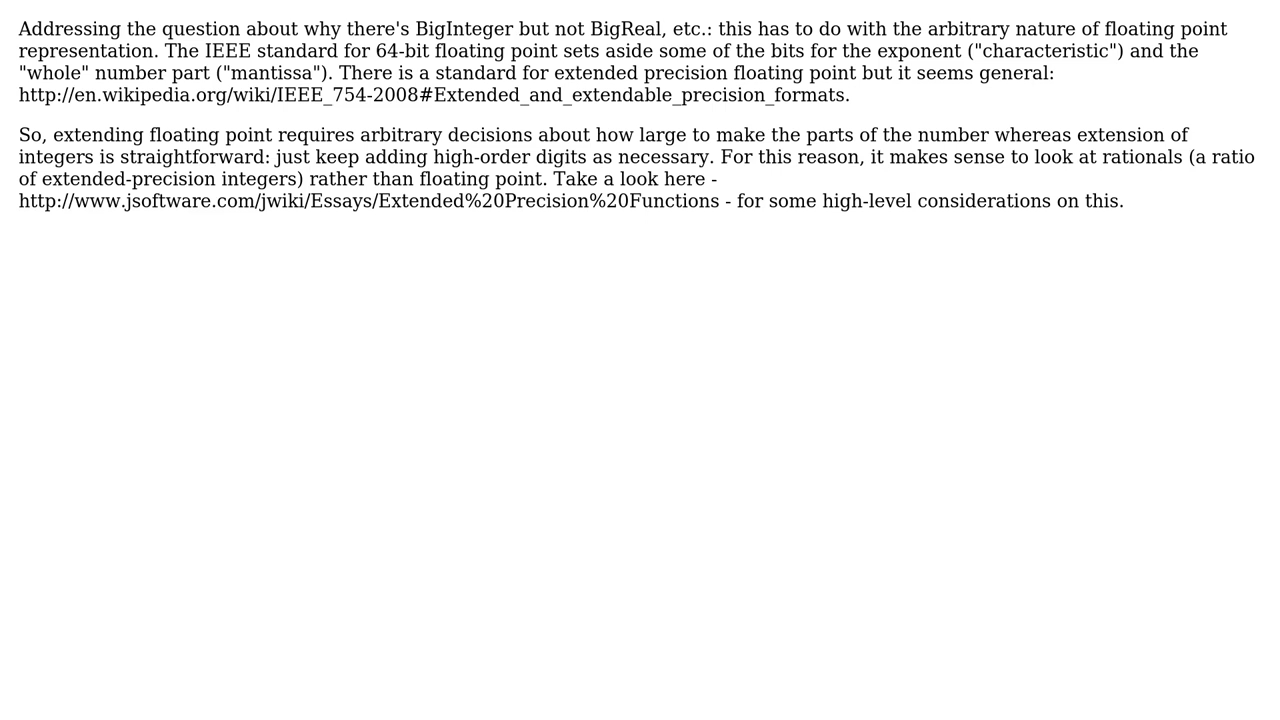 Addressing the question about why there's BigInteger but not BigReal, etc.: this has to do with the arbitrary nature of floating point
representation. The IEEE standard for 64-bit floating point sets aside some of the bits for the exponent ("characteristic") and the
"whole" number part ("mantissa"). There is a standard for extended precision floating point but it seems general:
http://en.wikipedia.org/wiki/IEEE_754-2008#Extended_and_extendable_precision_formats.
So, extending floating point requires arbitrary decisions about how large to make the parts of the number whereas extension of
integers is straightforward: just keep adding high-order digits as necessary. For this reason, it makes sense to look at rationals (a ratio
of extended-precision integers) rather than floating point. Take a look here -
http://www.jsoftware.com/jwiki/Essays/Extended%20Precision%20Functions - for some high-level considerations on this.